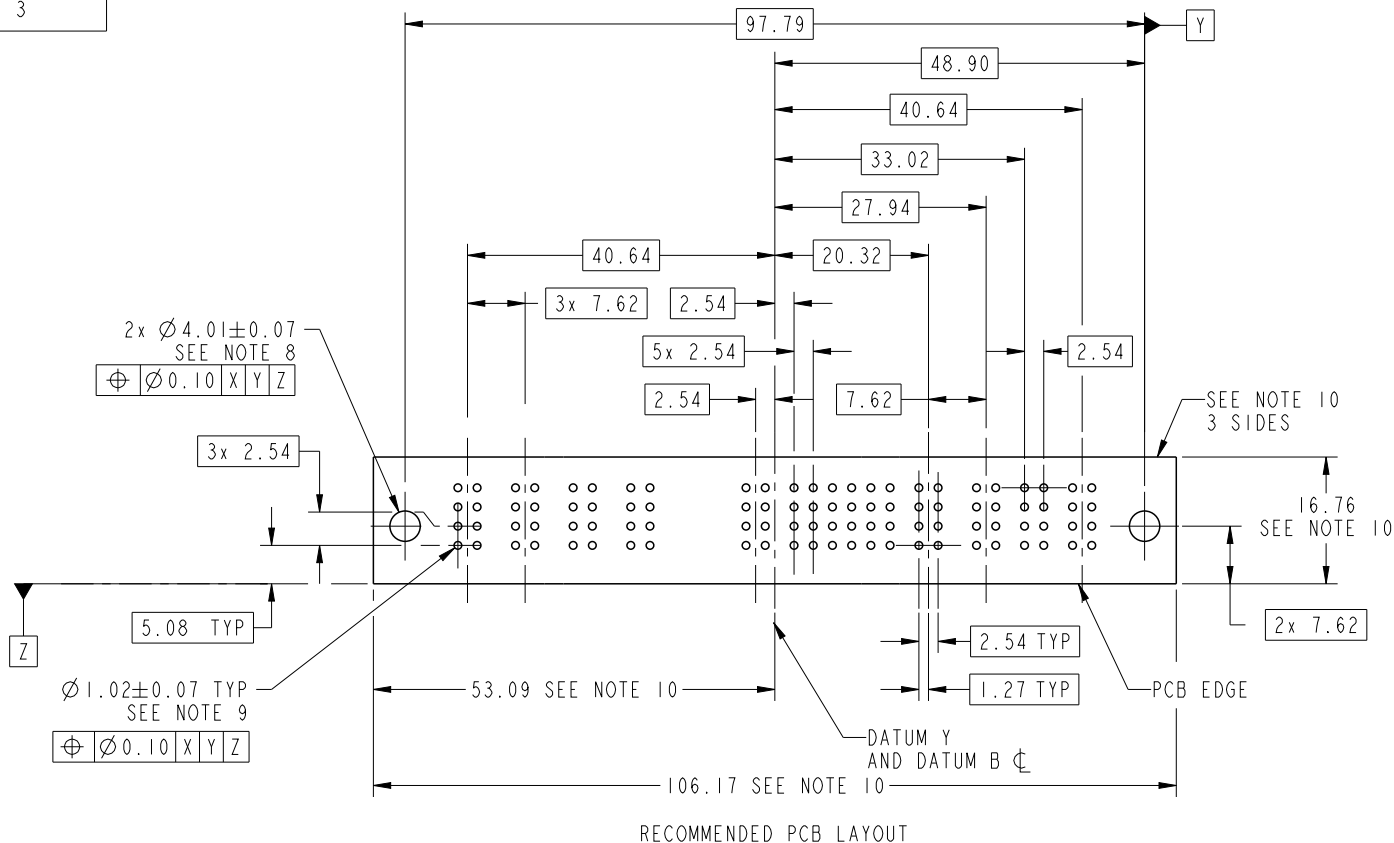 3
97.79
Y
48.90
40.64
33.02
27.94
40.64
20.32
3x 7.62
2.54
2x Ø4.01±0.07
SEE NOTE 8
⌖ Ø0.10 X Y Z
5x 2.54
2.54
2.54
7.62
SEE NOTE 10
3 SIDES
3x 2.54
16.76
SEE NOTE 10
5.08 TYP
Z
2x 7.62
2.54 TYP
Ø1.02±0.07 TYP
SEE NOTE 9
⌖ Ø0.10 X Y Z
53.09 SEE NOTE 10
1.27 TYP
PCB EDGE
DATUM Y
AND DATUM B ℄
106.17 SEE NOTE 10
RECOMMENDED PCB LAYOUT